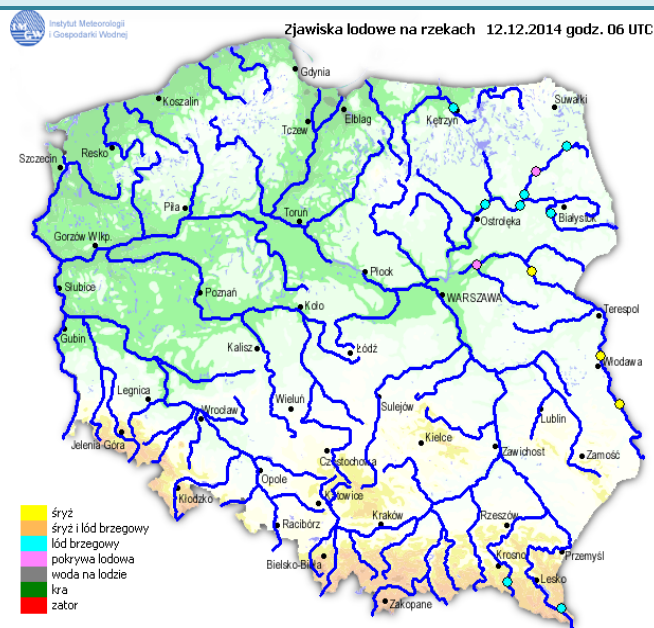 Instytut Meteorologii
i Gospodarki Wodnej
Zjawiska lodowe na rzekach 12.12.2014 godz. 06 UTC
Gdynia
Koszalin
Suwałki
Elbląg
Kętrzyn
Tczew
Resko
Szczecin
Piła
Toruń
Ostrołęka
Białystok
Gorzów Wlkp.
Płock
Słubice
Poznań
WARSZAWA
Koło
Terespol
Gubin
Kalisz
Łódź
Włodawa
Legnica
Wieluń
Sulejów
Wrocław
Lublin
Jelenia Góra
Kielce
Zawichost
Zamość
Częstochowa
Opole
Kłodzko
Katowice
Racibórz
Kraków
Rzeszów
Bielsko-Biała
Krosno
Przemyśl
Lesko
Zakopane
śryż
śryż i lód brzegowy
lód brzegowy
pokrywa lodowa
woda na lodzie
kra
zator